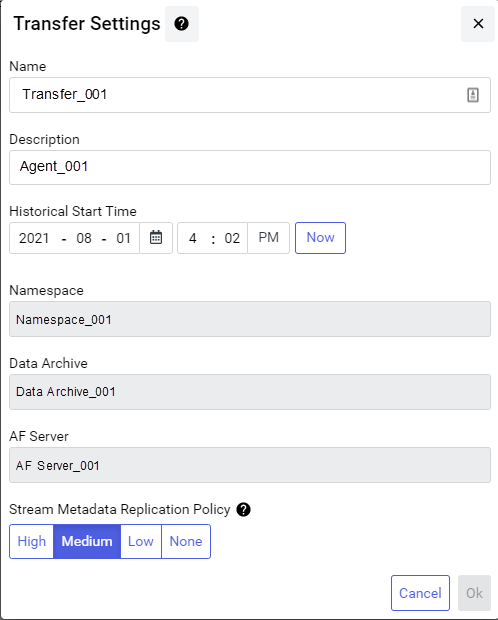 Transfer Settings ?
Name
Transfer_001
Description
Agent_001
Historical Start Time
2021 - 08 - 01 4 : 02 PM Now
Namespace
Namespace_001
Data Archive
Data Archive_001
AF Server
AF Server_001
Stream Metadata Replication Policy ?
High Medium Low None
Cancel Ok